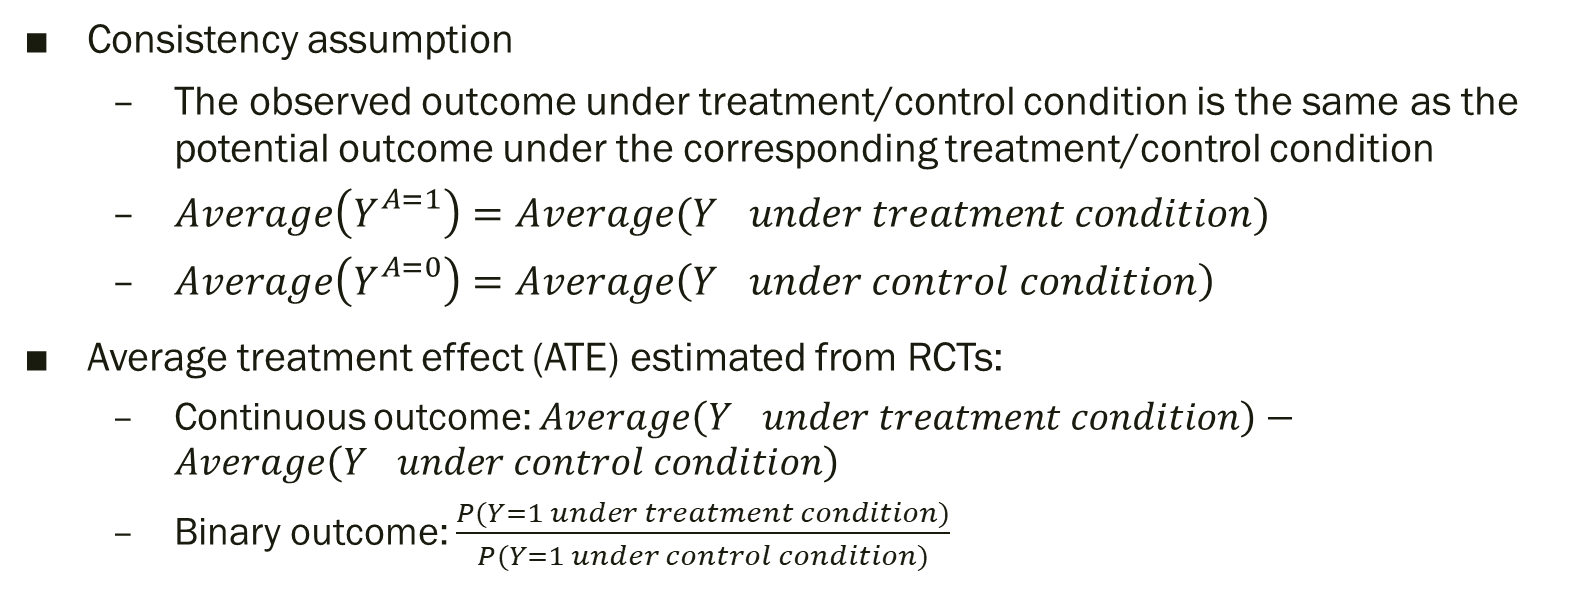 ■ Consistency assumption
– The observed outcome under treatment/control condition is the same as the
potential outcome under the corresponding treatment/control condition
– Average(Y^{A=1}) = Average(Y under treatment condition)
– Average(Y^{A=0}) = Average(Y under control condition)
■ Average treatment effect (ATE) estimated from RCTs:
– Continuous outcome: Average(Y under treatment condition) −
Average(Y under control condition)
– Binary outcome: \frac{P(Y=1 under treatment condition)}{P(Y=1 under control condition)}